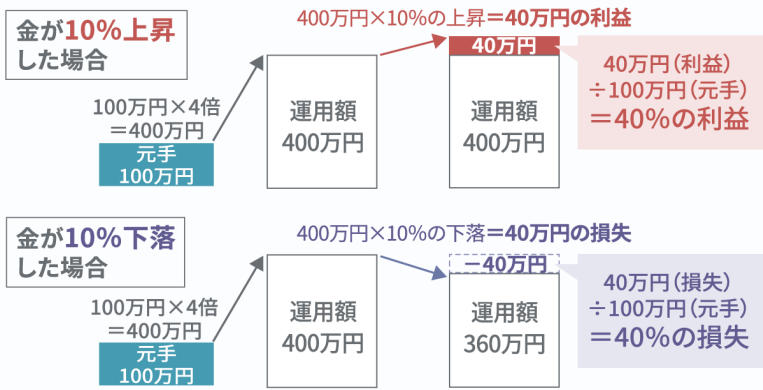 金が10%上昇
した場合
400万円×10%の上昇＝40万円の利益
100万円×4倍
＝400万円
元手
100万円
運用額
400万円
40万円
運用額
400万円
40万円（利益）
÷100万円（元手）
＝40%の利益
金が10%下落
した場合
400万円×10%の下落＝40万円の損失
100万円×4倍
＝400万円
元手
100万円
運用額
400万円
－40万円
運用額
360万円
40万円（損失）
÷100万円（元手）
＝40%の損失